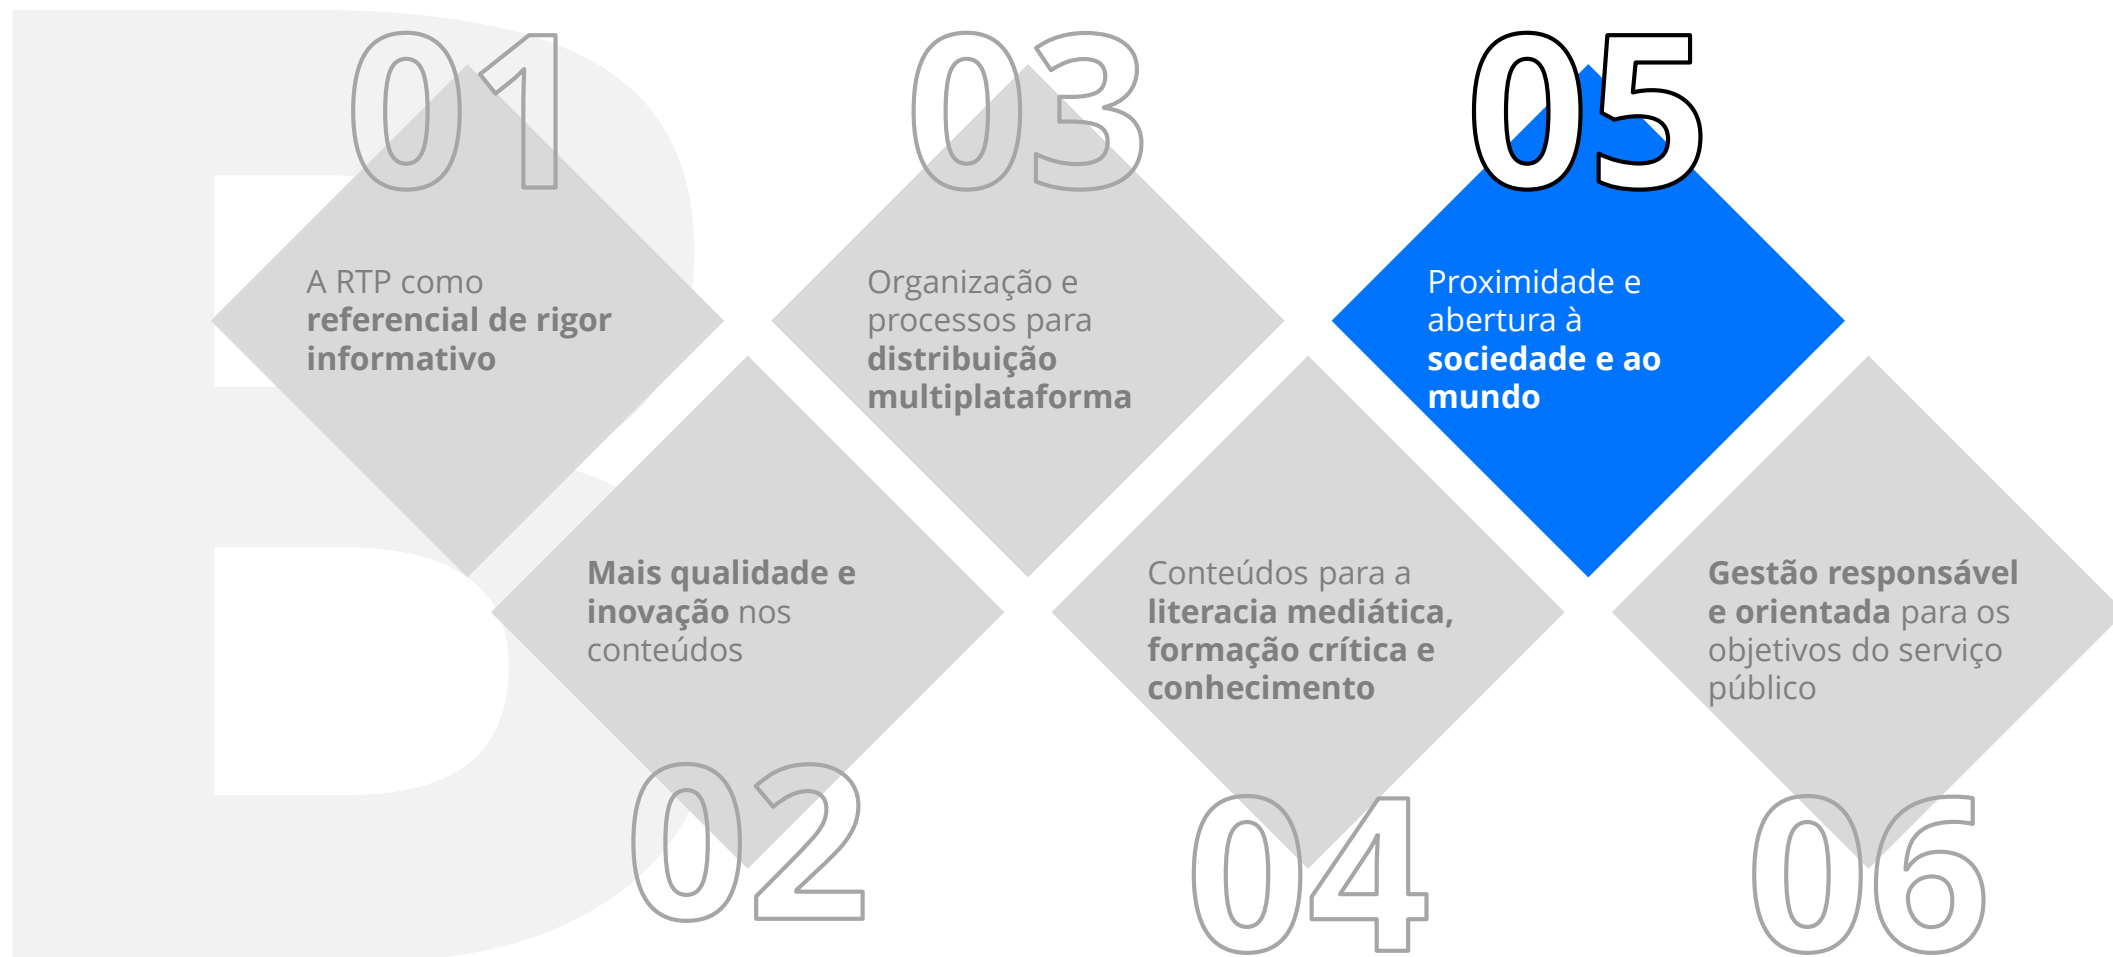 01
A RTP como
referencial de rigor
informativo
02
Mais qualidade e
inovação nos
conteúdos
03
Organização e
processos para
distribuição
multiplataforma
04
Conteúdos para a
literacia mediática,
formação crítica e
conhecimento
05
Proximidade e
abertura à
sociedade e ao
mundo
06
Gestão responsável
e orientada para os
objetivos do serviço
público
B